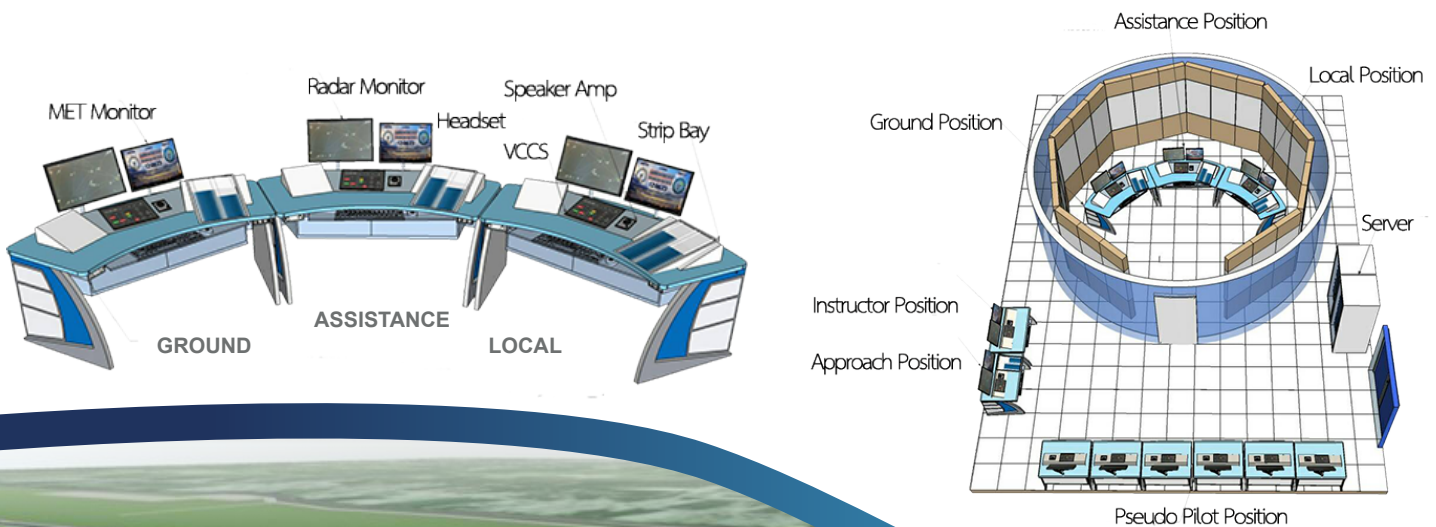 MET Monitor
Radar Monitor
Headset
Speaker Amp
VCCS
Strip Bay
GROUND
ASSISTANCE
LOCAL
Assistance Position
Local Position
Ground Position
Server
Instructor Position
Approach Position
Pseudo Pilot Position